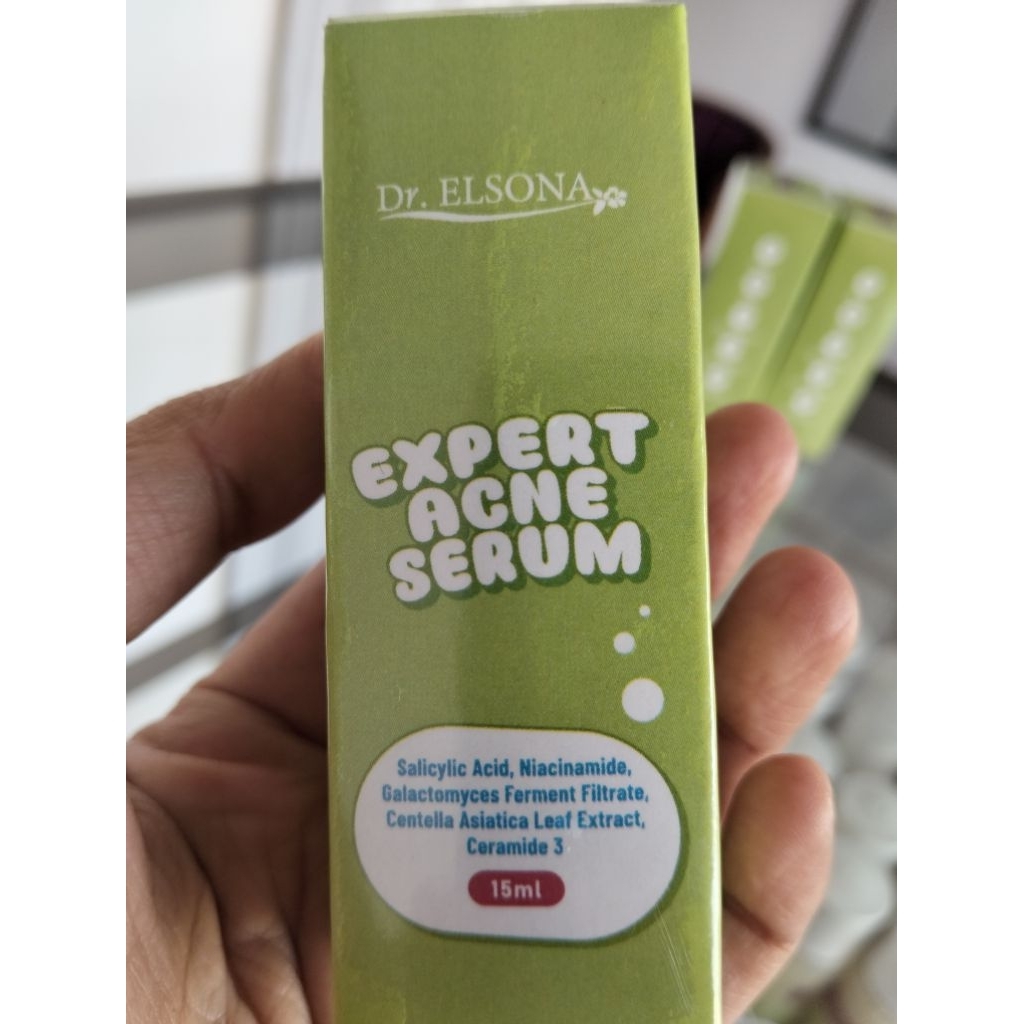 Dr. ELSONA
EXPERT
ACNE
SERUM
Salicylic Acid, Niacinamide,
Galactomyces Ferment Filtrate,
Centella Asiatica Leaf Extract,
Ceramide 3
15ml